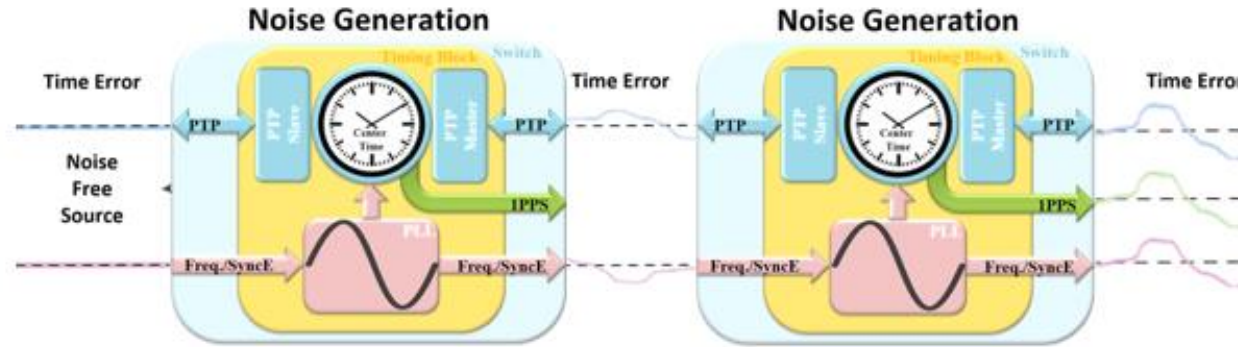 Noise Generation
Noise Generation
Timing Block
Switch
Timing Block
Switch
Time Error
Time Error
Time Error
PTP
PTP
Slave
Center
Time
PTP
Master
PTP
PTP
PTP
Slave
Center
Time
PTP
Master
PTP
Noise
Free
Source
1PPS
1PPS
PLL
PLL
Freq./SyncE
Freq./SyncE
Freq./SyncE
Freq./SyncE